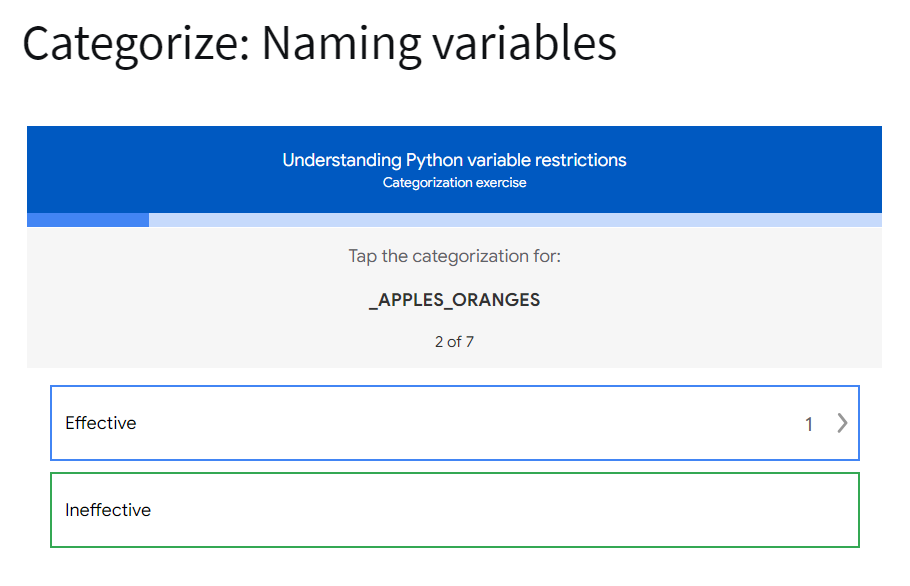 Categorize: Naming variables
Understanding Python variable restrictions
Categorization exercise
Tap the categorization for:
_APPLES_ORANGES
2 of 7
Effective 1
Ineffective